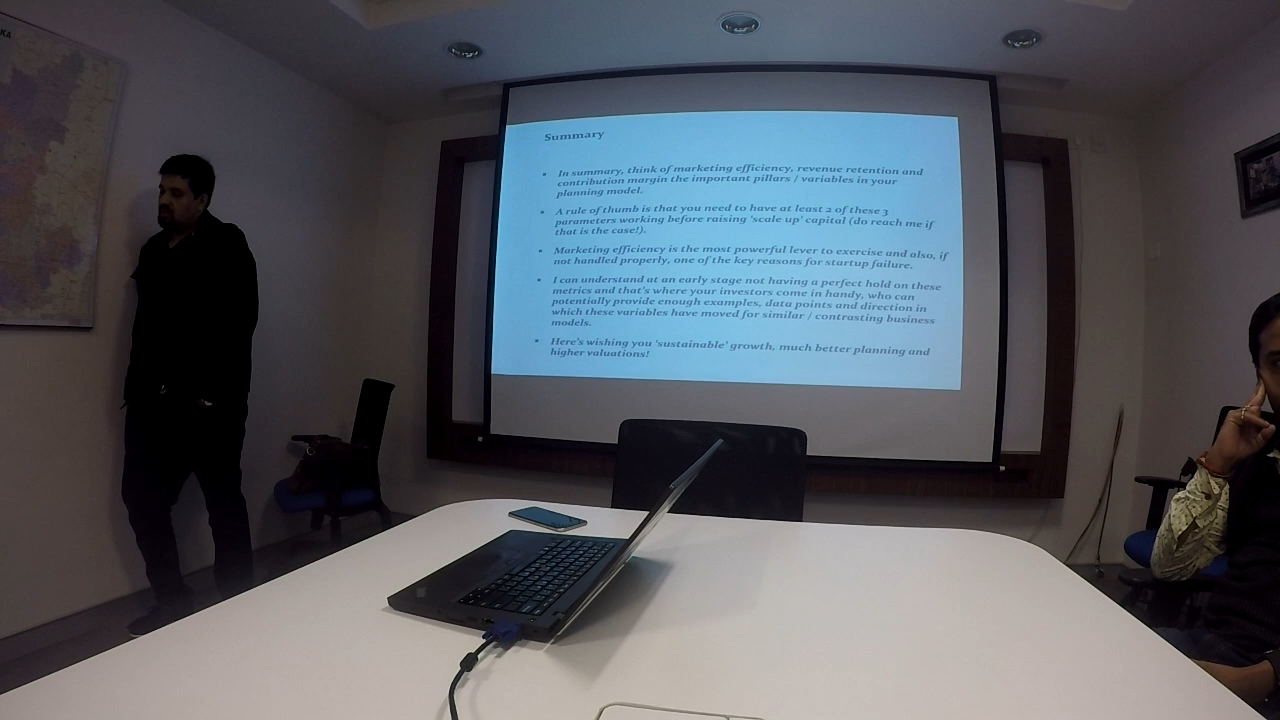 KA
Summary
In summary, think of marketing efficiency, revenue retention and
contribution margin the important pillars / variables in your
planning model.
A rule of thumb is that you need to have at least 2 of these 3
parameters working before raising 'scale up' capital (do reach me if
that is the case!).
Marketing efficiency is the most powerful lever to exercise and also, if
not handled properly, one of the key reasons for startup failure.
I can understand at an early stage not having a perfect hold on these
metrics and that's where your investors come in handy, who can
potentially provide enough examples, data points and direction in
which these variables have moved for similar / contrasting business
models.
Here's wishing you 'sustainable' growth, much better planning and
higher valuations!